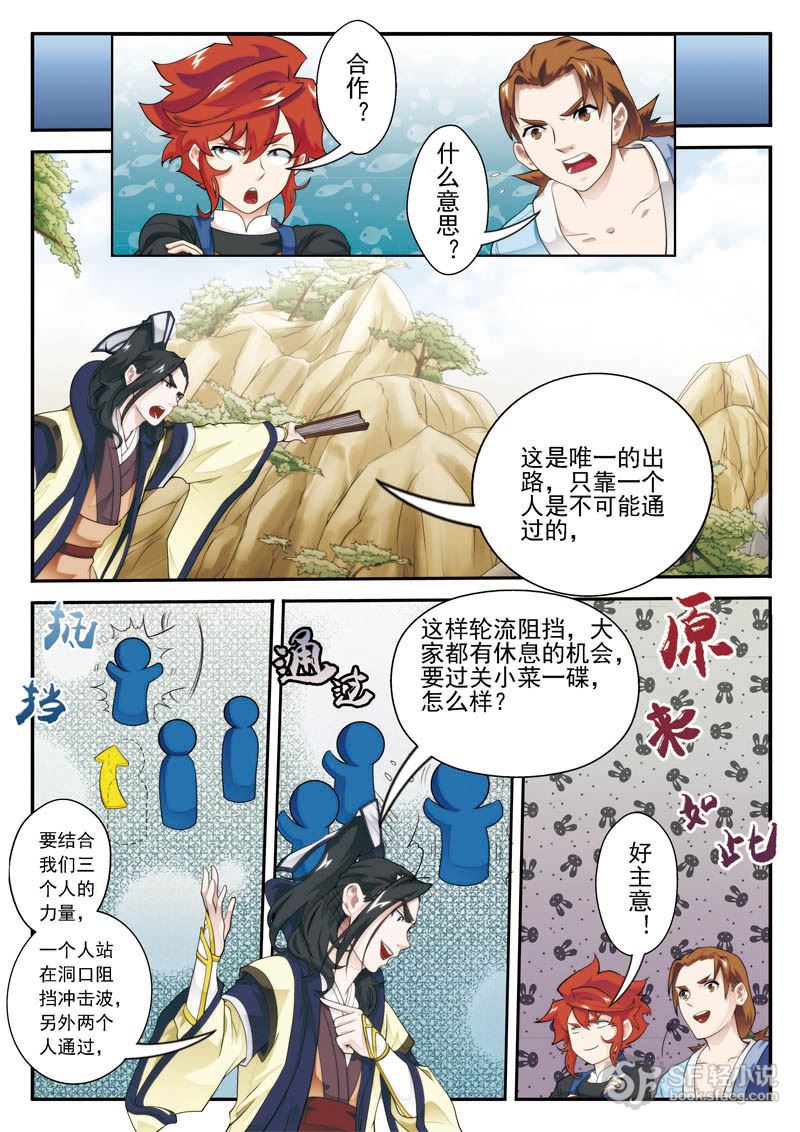 合作？
什么意思？
这是唯一的出
路，只靠一个
人是不可能通
过的，
抵挡
要结合
我们三
个人的
力量，
一个人站
在洞口阻
挡冲击波，
另外两个
人通过，
通过
这样轮流阻挡，大
家都有休息的机会，
要过关小菜一碟，
怎么样？
原来如此
好主意！
SF轻小说
book.sfacg.com